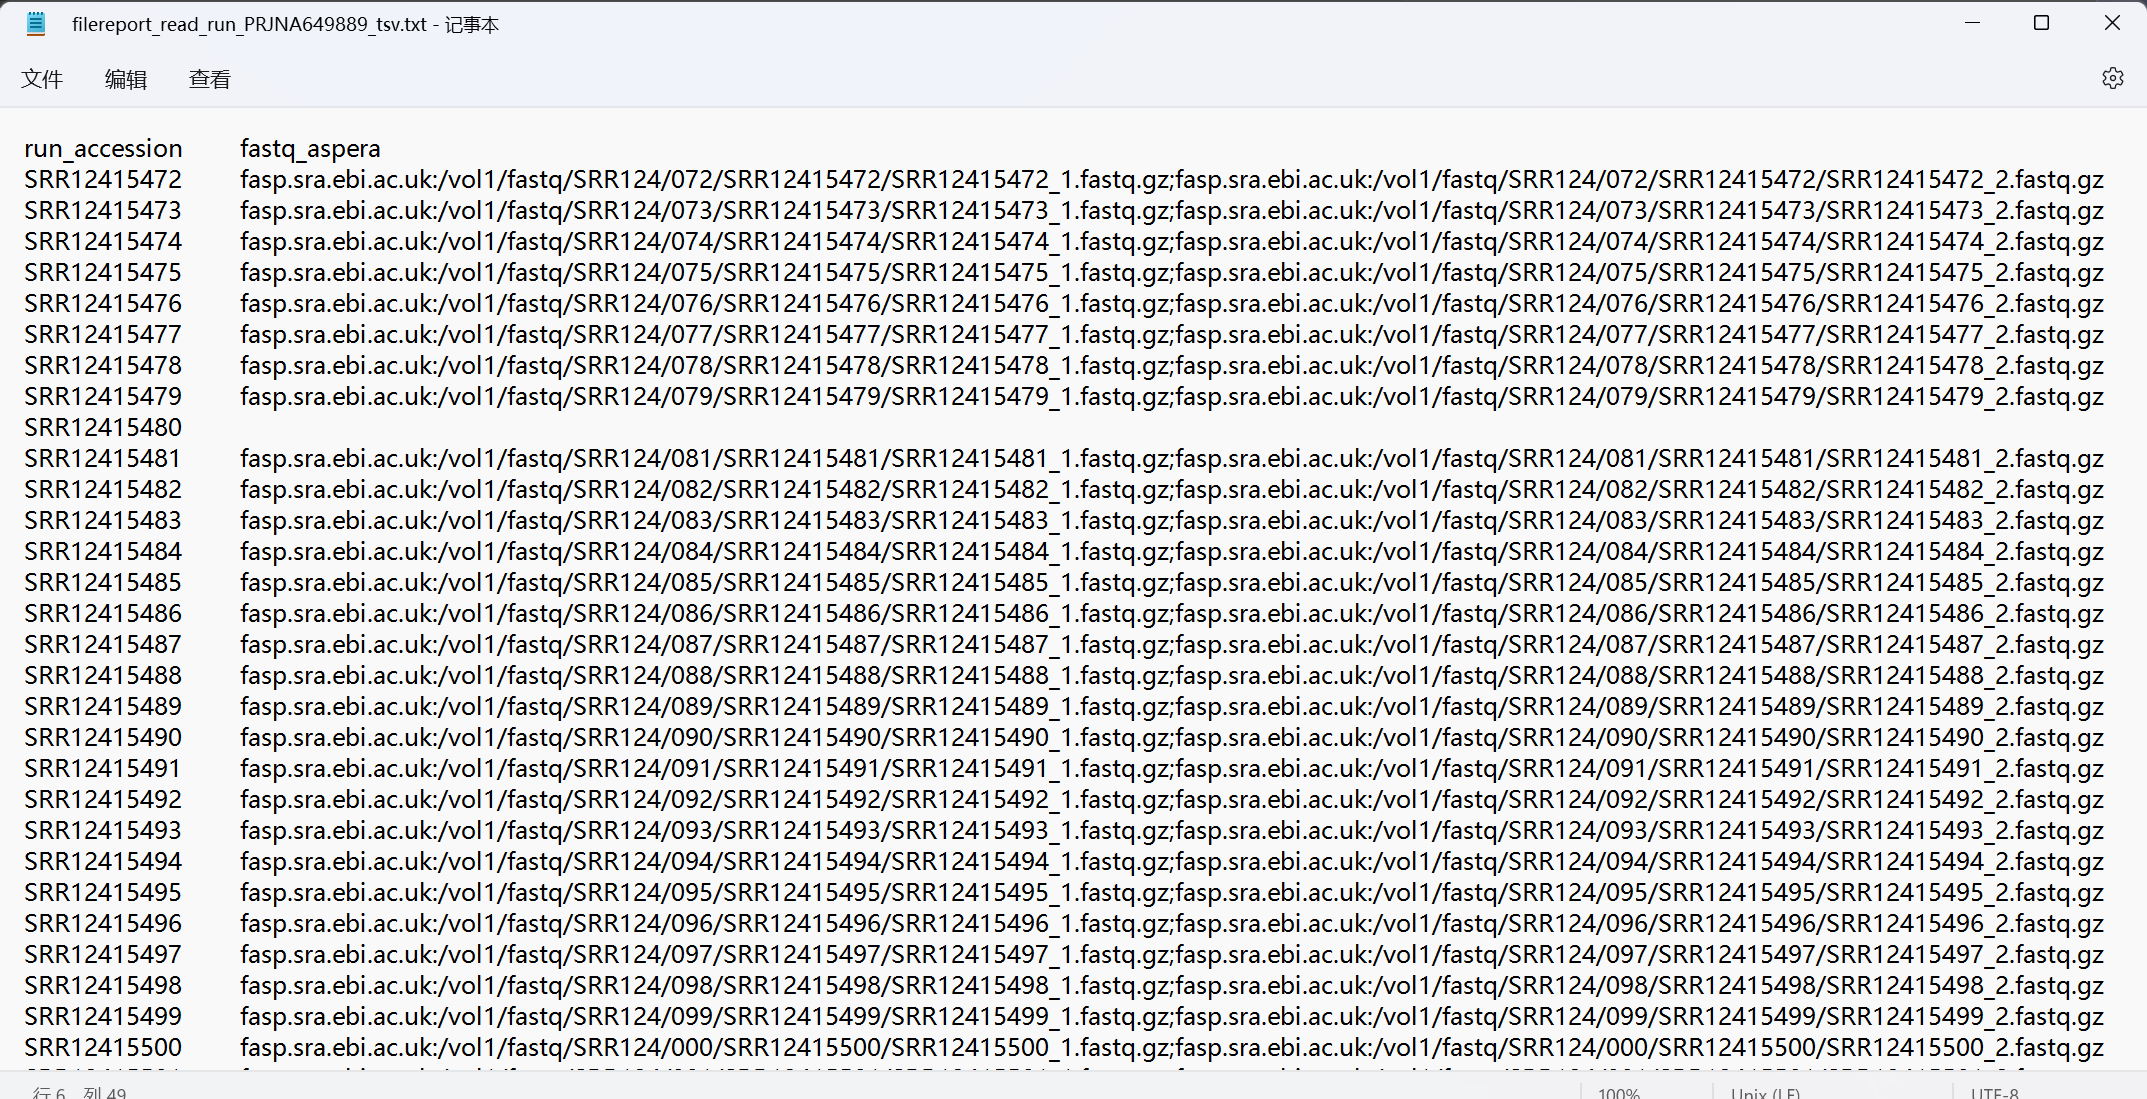 filereport_read_run_PRJNA649889_tsv.txt - 记事本
文件 编辑 查看
run_accession fastq_aspera
SRR12415472 fasp.sra.ebi.ac.uk:/vol1/fastq/SRR124/072/SRR12415472/SRR12415472_1.fastq.gz;fasp.sra.ebi.ac.uk:/vol1/fastq/SRR124/072/SRR12415472/SRR12415472_2.fastq.gz
SRR12415473 fasp.sra.ebi.ac.uk:/vol1/fastq/SRR124/073/SRR12415473/SRR12415473_1.fastq.gz;fasp.sra.ebi.ac.uk:/vol1/fastq/SRR124/073/SRR12415473/SRR12415473_2.fastq.gz
SRR12415474 fasp.sra.ebi.ac.uk:/vol1/fastq/SRR124/074/SRR12415474/SRR12415474_1.fastq.gz;fasp.sra.ebi.ac.uk:/vol1/fastq/SRR124/074/SRR12415474/SRR12415474_2.fastq.gz
SRR12415475 fasp.sra.ebi.ac.uk:/vol1/fastq/SRR124/075/SRR12415475/SRR12415475_1.fastq.gz;fasp.sra.ebi.ac.uk:/vol1/fastq/SRR124/075/SRR12415475/SRR12415475_2.fastq.gz
SRR12415476 fasp.sra.ebi.ac.uk:/vol1/fastq/SRR124/076/SRR12415476/SRR12415476_1.fastq.gz;fasp.sra.ebi.ac.uk:/vol1/fastq/SRR124/076/SRR12415476/SRR12415476_2.fastq.gz
SRR12415477 fasp.sra.ebi.ac.uk:/vol1/fastq/SRR124/077/SRR12415477/SRR12415477_1.fastq.gz;fasp.sra.ebi.ac.uk:/vol1/fastq/SRR124/077/SRR12415477/SRR12415477_2.fastq.gz
SRR12415478 fasp.sra.ebi.ac.uk:/vol1/fastq/SRR124/078/SRR12415478/SRR12415478_1.fastq.gz;fasp.sra.ebi.ac.uk:/vol1/fastq/SRR124/078/SRR12415478/SRR12415478_2.fastq.gz
SRR12415479 fasp.sra.ebi.ac.uk:/vol1/fastq/SRR124/079/SRR12415479/SRR12415479_1.fastq.gz;fasp.sra.ebi.ac.uk:/vol1/fastq/SRR124/079/SRR12415479/SRR12415479_2.fastq.gz
SRR12415480
SRR12415481 fasp.sra.ebi.ac.uk:/vol1/fastq/SRR124/081/SRR12415481/SRR12415481_1.fastq.gz;fasp.sra.ebi.ac.uk:/vol1/fastq/SRR124/081/SRR12415481/SRR12415481_2.fastq.gz
SRR12415482 fasp.sra.ebi.ac.uk:/vol1/fastq/SRR124/082/SRR12415482/SRR12415482_1.fastq.gz;fasp.sra.ebi.ac.uk:/vol1/fastq/SRR124/082/SRR12415482/SRR12415482_2.fastq.gz
SRR12415483 fasp.sra.ebi.ac.uk:/vol1/fastq/SRR124/083/SRR12415483/SRR12415483_1.fastq.gz;fasp.sra.ebi.ac.uk:/vol1/fastq/SRR124/083/SRR12415483/SRR12415483_2.fastq.gz
SRR12415484 fasp.sra.ebi.ac.uk:/vol1/fastq/SRR124/084/SRR12415484/SRR12415484_1.fastq.gz;fasp.sra.ebi.ac.uk:/vol1/fastq/SRR124/084/SRR12415484/SRR12415484_2.fastq.gz
SRR12415485 fasp.sra.ebi.ac.uk:/vol1/fastq/SRR124/085/SRR12415485/SRR12415485_1.fastq.gz;fasp.sra.ebi.ac.uk:/vol1/fastq/SRR124/085/SRR12415485/SRR12415485_2.fastq.gz
SRR12415486 fasp.sra.ebi.ac.uk:/vol1/fastq/SRR124/086/SRR12415486/SRR12415486_1.fastq.gz;fasp.sra.ebi.ac.uk:/vol1/fastq/SRR124/086/SRR12415486/SRR12415486_2.fastq.gz
SRR12415487 fasp.sra.ebi.ac.uk:/vol1/fastq/SRR124/087/SRR12415487/SRR12415487_1.fastq.gz;fasp.sra.ebi.ac.uk:/vol1/fastq/SRR124/087/SRR12415487/SRR12415487_2.fastq.gz
SRR12415488 fasp.sra.ebi.ac.uk:/vol1/fastq/SRR124/088/SRR12415488/SRR12415488_1.fastq.gz;fasp.sra.ebi.ac.uk:/vol1/fastq/SRR124/088/SRR12415488/SRR12415488_2.fastq.gz
SRR12415489 fasp.sra.ebi.ac.uk:/vol1/fastq/SRR124/089/SRR12415489/SRR12415489_1.fastq.gz;fasp.sra.ebi.ac.uk:/vol1/fastq/SRR124/089/SRR12415489/SRR12415489_2.fastq.gz
SRR12415490 fasp.sra.ebi.ac.uk:/vol1/fastq/SRR124/090/SRR12415490/SRR12415490_1.fastq.gz;fasp.sra.ebi.ac.uk:/vol1/fastq/SRR124/090/SRR12415490/SRR12415490_2.fastq.gz
SRR12415491 fasp.sra.ebi.ac.uk:/vol1/fastq/SRR124/091/SRR12415491/SRR12415491_1.fastq.gz;fasp.sra.ebi.ac.uk:/vol1/fastq/SRR124/091/SRR12415491/SRR12415491_2.fastq.gz
SRR12415492 fasp.sra.ebi.ac.uk:/vol1/fastq/SRR124/092/SRR12415492/SRR12415492_1.fastq.gz;fasp.sra.ebi.ac.uk:/vol1/fastq/SRR124/092/SRR12415492/SRR12415492_2.fastq.gz
SRR12415493 fasp.sra.ebi.ac.uk:/vol1/fastq/SRR124/093/SRR12415493/SRR12415493_1.fastq.gz;fasp.sra.ebi.ac.uk:/vol1/fastq/SRR124/093/SRR12415493/SRR12415493_2.fastq.gz
SRR12415494 fasp.sra.ebi.ac.uk:/vol1/fastq/SRR124/094/SRR12415494/SRR12415494_1.fastq.gz;fasp.sra.ebi.ac.uk:/vol1/fastq/SRR124/094/SRR12415494/SRR12415494_2.fastq.gz
SRR12415495 fasp.sra.ebi.ac.uk:/vol1/fastq/SRR124/095/SRR12415495/SRR12415495_1.fastq.gz;fasp.sra.ebi.ac.uk:/vol1/fastq/SRR124/095/SRR12415495/SRR12415495_2.fastq.gz
SRR12415496 fasp.sra.ebi.ac.uk:/vol1/fastq/SRR124/096/SRR12415496/SRR12415496_1.fastq.gz;fasp.sra.ebi.ac.uk:/vol1/fastq/SRR124/096/SRR12415496/SRR12415496_2.fastq.gz
SRR12415497 fasp.sra.ebi.ac.uk:/vol1/fastq/SRR124/097/SRR12415497/SRR12415497_1.fastq.gz;fasp.sra.ebi.ac.uk:/vol1/fastq/SRR124/097/SRR12415497/SRR12415497_2.fastq.gz
SRR12415498 fasp.sra.ebi.ac.uk:/vol1/fastq/SRR124/098/SRR12415498/SRR12415498_1.fastq.gz;fasp.sra.ebi.ac.uk:/vol1/fastq/SRR124/098/SRR12415498/SRR12415498_2.fastq.gz
SRR12415499 fasp.sra.ebi.ac.uk:/vol1/fastq/SRR124/099/SRR12415499/SRR12415499_1.fastq.gz;fasp.sra.ebi.ac.uk:/vol1/fastq/SRR124/099/SRR12415499/SRR12415499_2.fastq.gz
SRR12415500 fasp.sra.ebi.ac.uk:/vol1/fastq/SRR124/000/SRR12415500/SRR12415500_1.fastq.gz;fasp.sra.ebi.ac.uk:/vol1/fastq/SRR124/000/SRR12415500/SRR12415500_2.fastq.gz
行 6, 列 49 100% Unix (LF) UTF-8